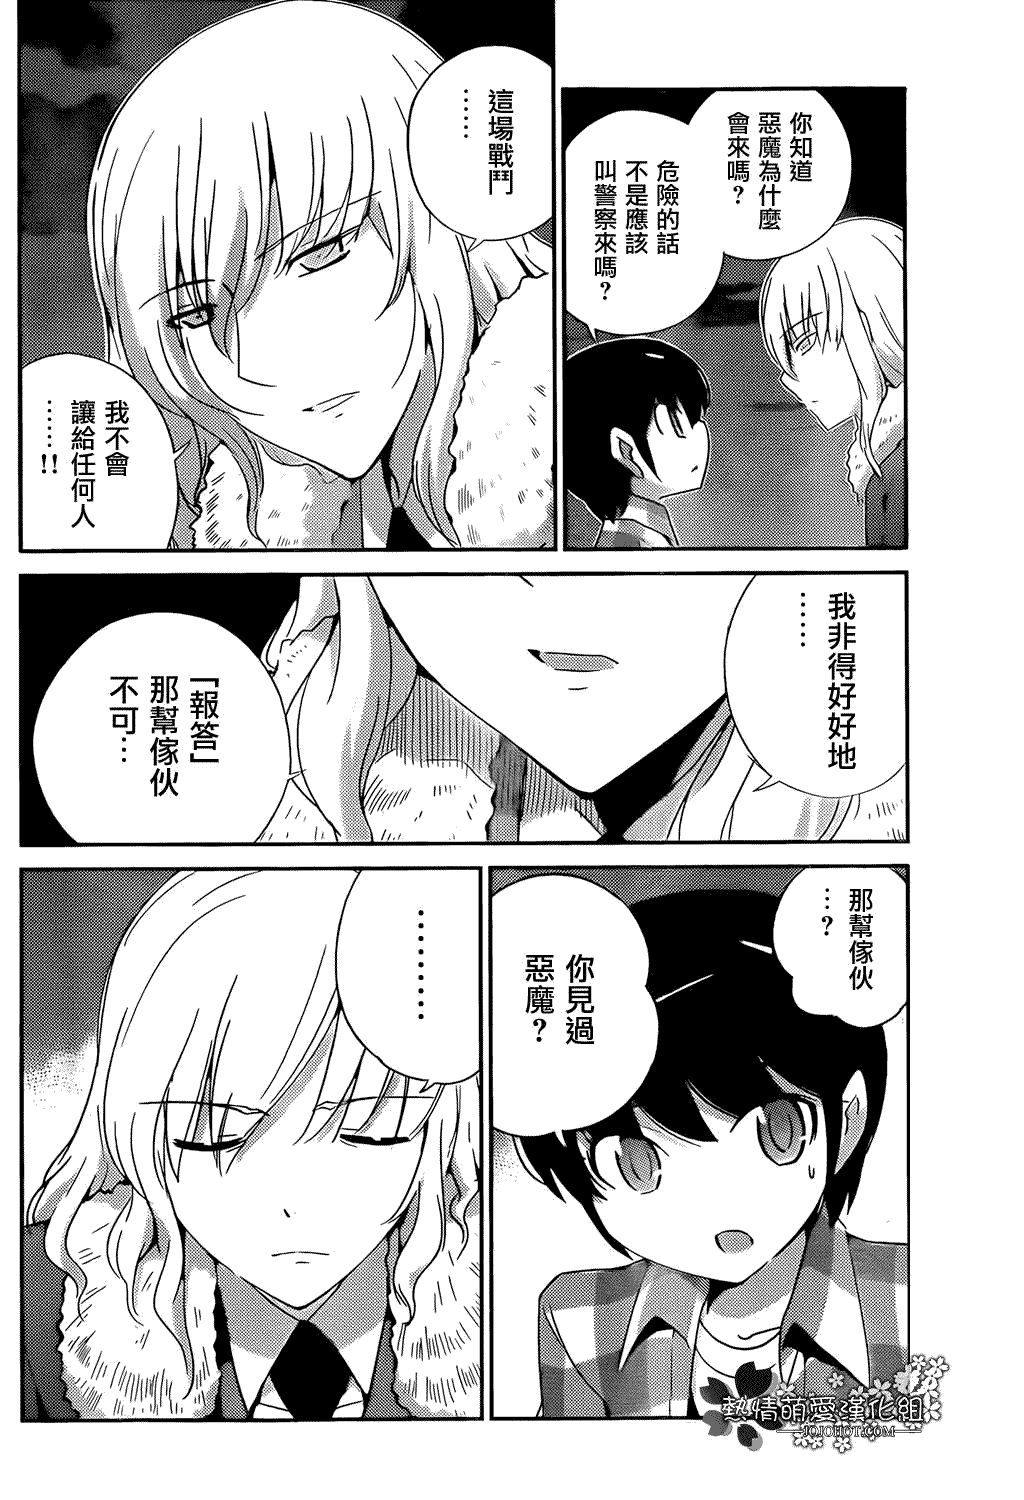 你知道
惡魔為什麼
會來嗎?
危險的話
不是應該
叫警察來嗎?
這場戰鬥
……
我不會
讓給任何人
……!!
我非得好好地
……
「報答」
那幫傢伙
不可…
那幫傢伙
…?
你見過
惡魔?
………
熱情萌愛漢化組
JOJOHOT.COM